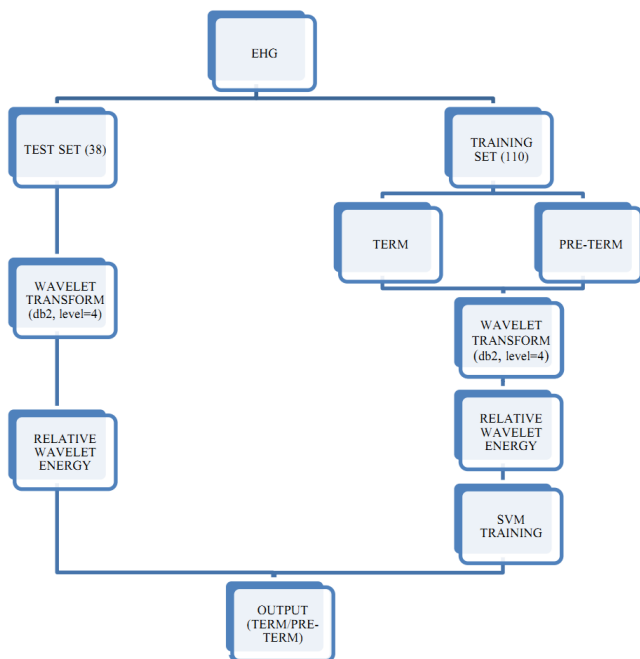 EHG
TEST SET (38)
TRAINING
SET (110)
TERM
PRE-TERM
WAVELET
TRANSFORM
(db2, level=4)
WAVELET
TRANSFORM
(db2, level=4)
RELATIVE
WAVELET
ENERGY
RELATIVE
WAVELET
ENERGY
SVM
TRAINING
OUTPUT
(TERM/PRE-
TERM)